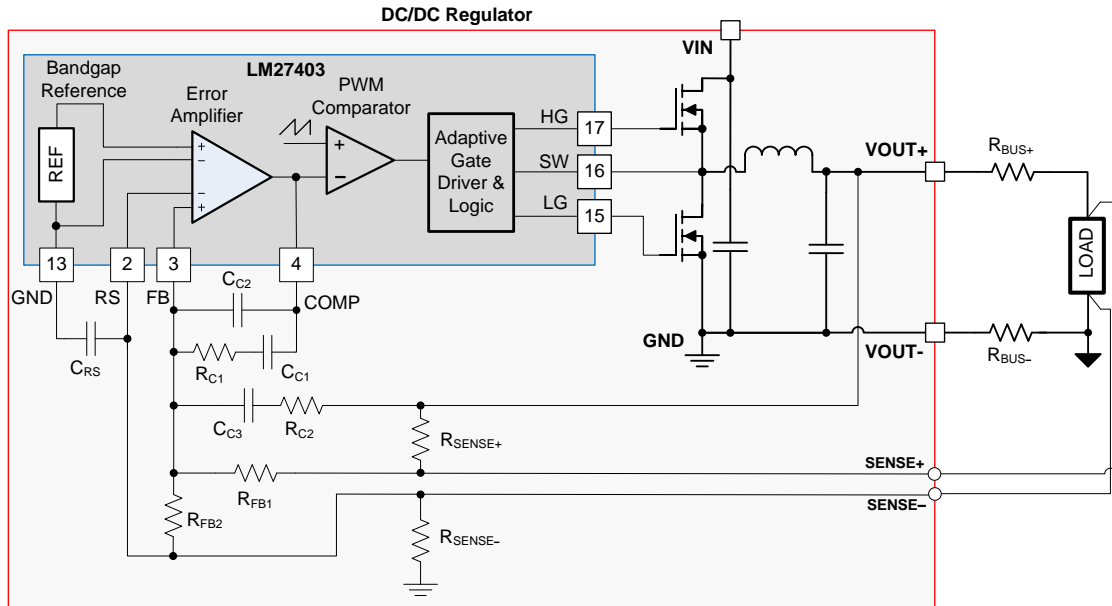 DC/DC Regulator
VIN
LM27403
Bandgap
Reference
Error
Amplifier
PWM
Comparator
REF
+
−
−
+
+
−
Adaptive
Gate
Driver &
Logic
HG
17
SW
16
LG
15
VOUT+
RBUS+
LOAD
13
2
3
4
GND
RS
FB
COMP
CC2
GND
VOUT-
RBUS−
CRS
RC1
CC1
CC3
RC2
RSENSE+
SENSE+
RFB1
SENSE−
RFB2
RSENSE−